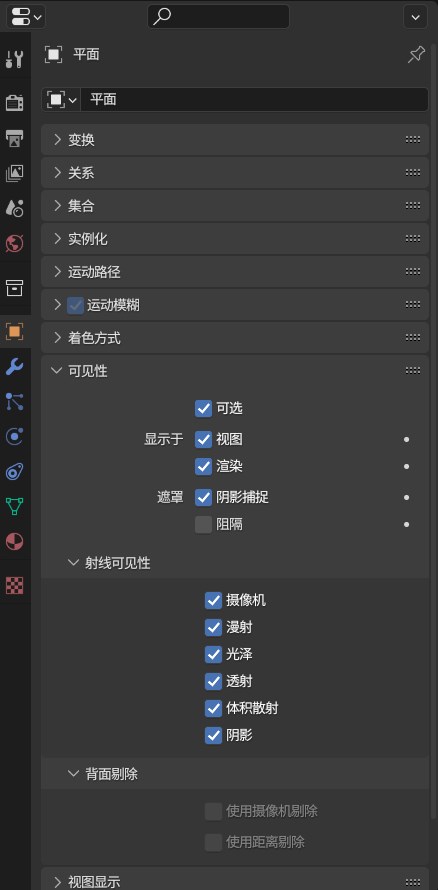 平面
平面
变换
关系
集合
实例化
运动路径
运动模糊
着色方式
可见性
可选
显示于 视图
渲染
遮罩 阴影捕捉
阻隔
射线可见性
摄像机
漫射
光泽
透射
体积散射
阴影
背面剔除
使用摄像机剔除
使用距离剔除
视图显示